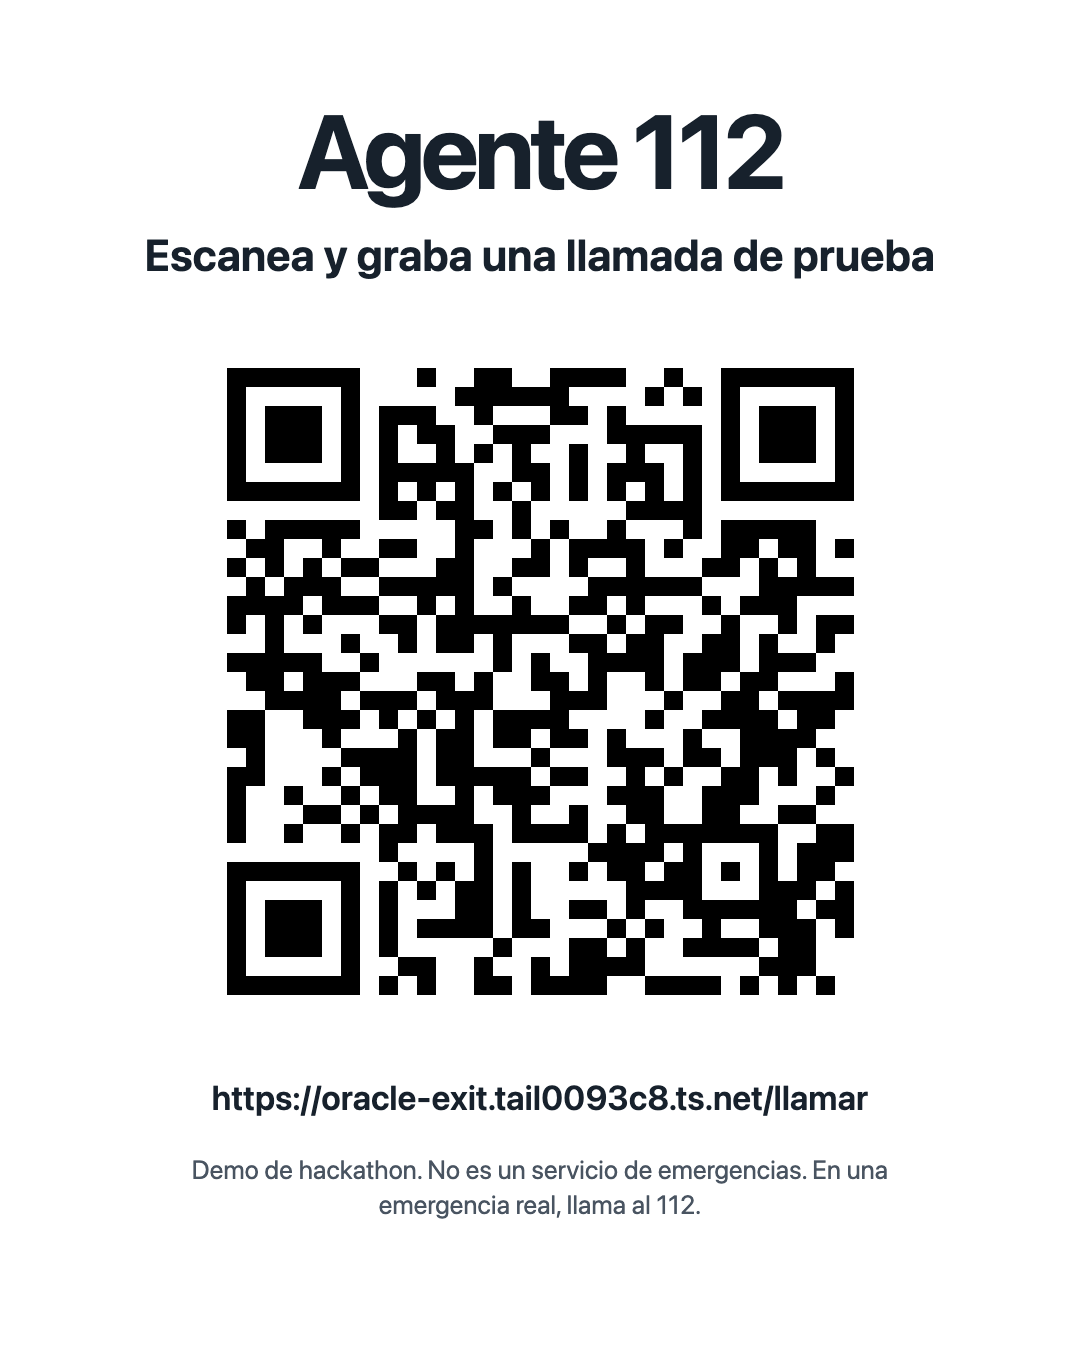 Agente 112
Escanea y graba una llamada de prueba
https://oracle-exit.tail0093c8.ts.net/llamar
Demo de hackathon. No es un servicio de emergencias. En una
emergencia real, llama al 112.